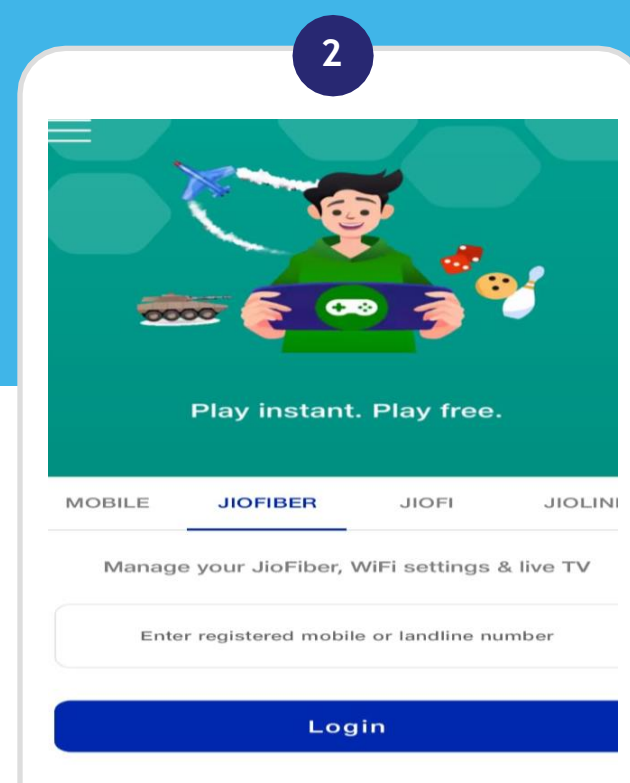 2
Play instant. Play free.
MOBILE JIOFIBER JIOFI JIOLIN
Manage your JioFiber, WiFi settings & live TV
Enter registered mobile or landline number
Login